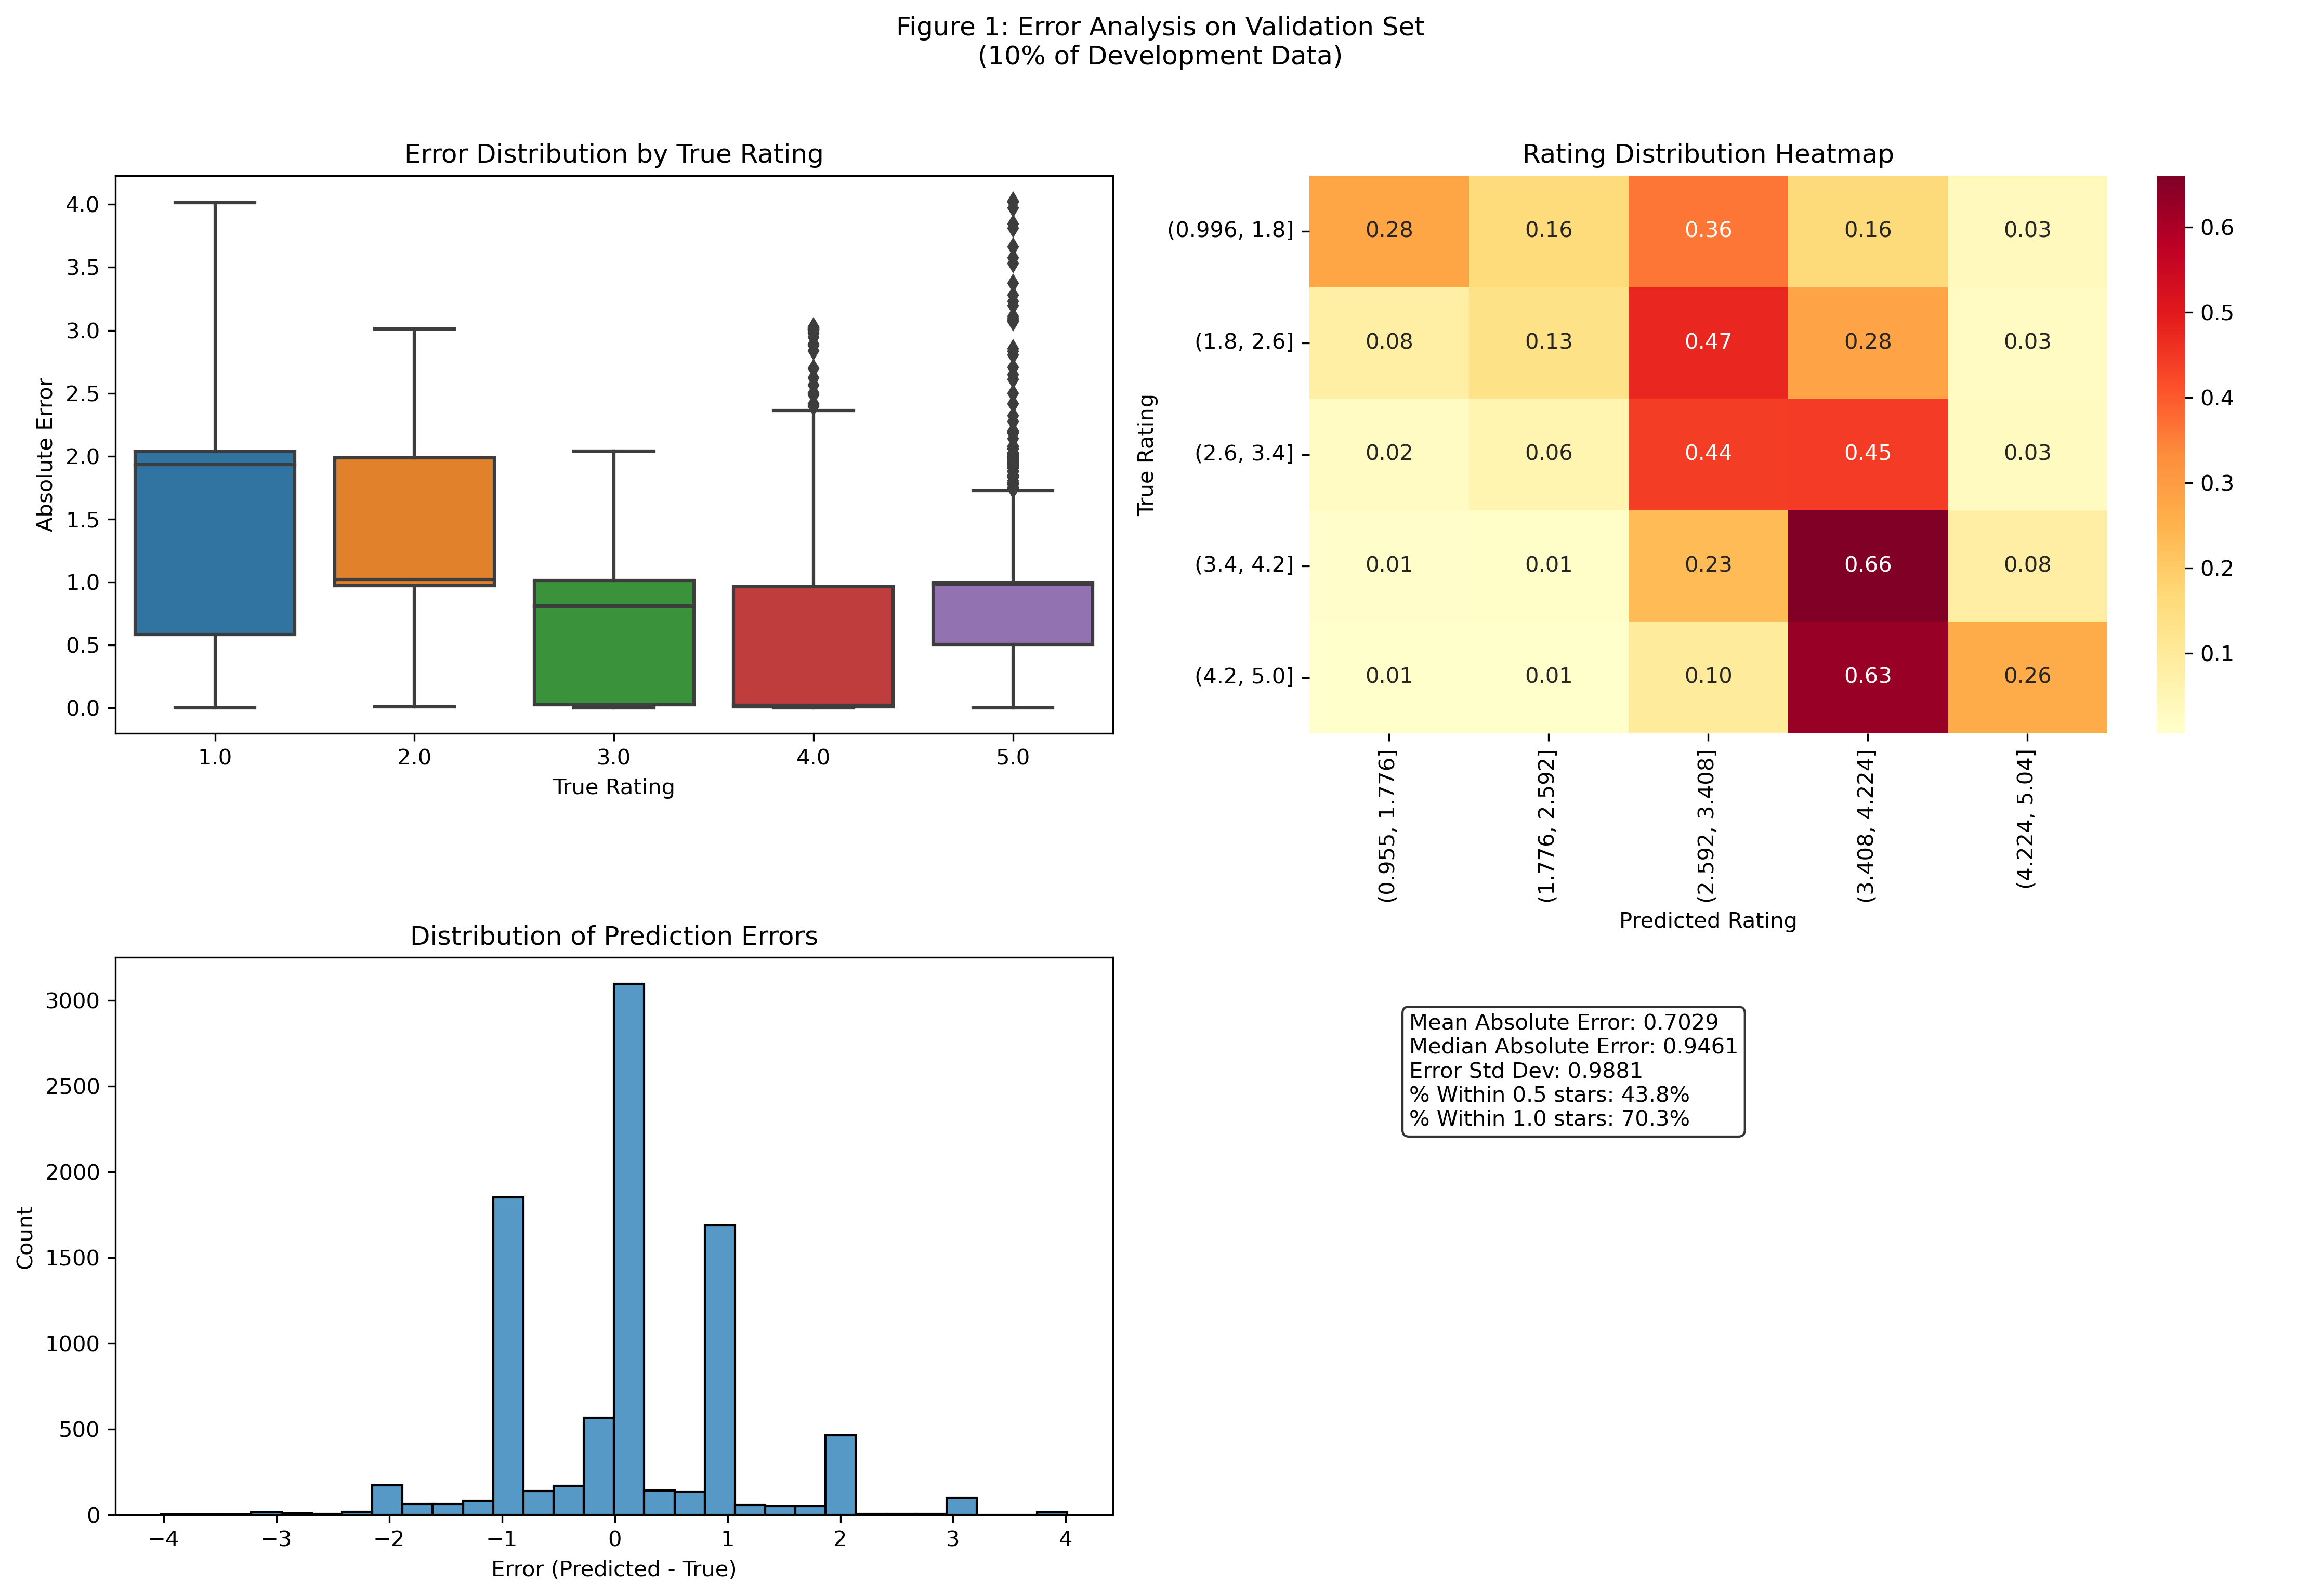 Figure 1: Error Analysis on Validation Set
(10% of Development Data)
Error Distribution by True Rating
Absolute Error
4.0
3.5
3.0
2.5
2.0
1.5
1.0
0.5
0.0
1.0 2.0 3.0 4.0 5.0
True Rating
Rating Distribution Heatmap
True Rating
(0.996, 1.8] 0.28 0.16 0.36 0.16 0.03
(1.8, 2.6] 0.08 0.13 0.47 0.28 0.03
(2.6, 3.4] 0.02 0.06 0.44 0.45 0.03
(3.4, 4.2] 0.01 0.01 0.23 0.66 0.08
(4.2, 5.0] 0.01 0.01 0.10 0.63 0.26
(0.955, 1.776] (1.776, 2.592] (2.592, 3.408] (3.408, 4.224] (4.224, 5.04]
Predicted Rating
0.6
0.5
0.4
0.3
0.2
0.1
Distribution of Prediction Errors
Count
3000
2500
2000
1500
1000
500
0
−4 −3 −2 −1 0 1 2 3 4
Error (Predicted - True)
Mean Absolute Error: 0.7029
Median Absolute Error: 0.9461
Error Std Dev: 0.9881
% Within 0.5 stars: 43.8%
% Within 1.0 stars: 70.3%